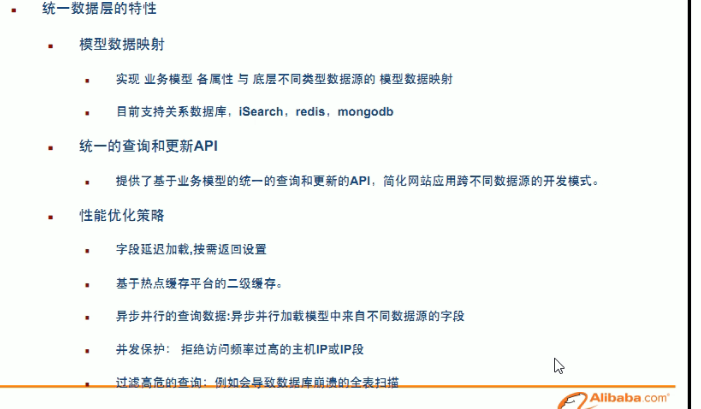 统一数据层的特性
模型数据映射
实现 业务模型 各属性 与 底层不同类型数据源的 模型数据映射
目前支持关系数据库，iSearch，redis，mongodb
统一的查询和更新API
提供了基于业务模型的统一的查询和更新的API，简化网站应用跨不同数据源的开发模式。
性能优化策略
字段延迟加载,按需返回设置
基于热点缓存平台的二级缓存。
异步并行的查询数据:异步并行加载模型中来自不同数据源的字段
并发保护： 拒绝访问频率过高的主机IP或IP段
过滤高危的查询：例如会导致数据库崩溃的全表扫描
Alibaba.com